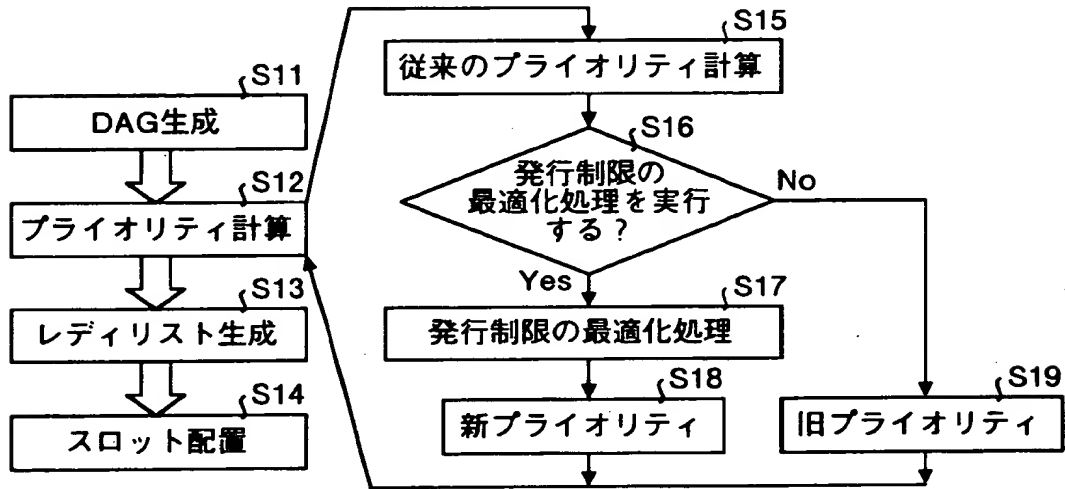 S11
DAG生成
S12
プライオリティ計算
S13
レディリスト生成
S14
スロット配置
S15
従来のプライオリティ計算
S16
発行制限の
最適化処理を実行
する?
No
Yes
S17
発行制限の最適化処理
S18
新プライオリティ
S19
旧プライオリティ